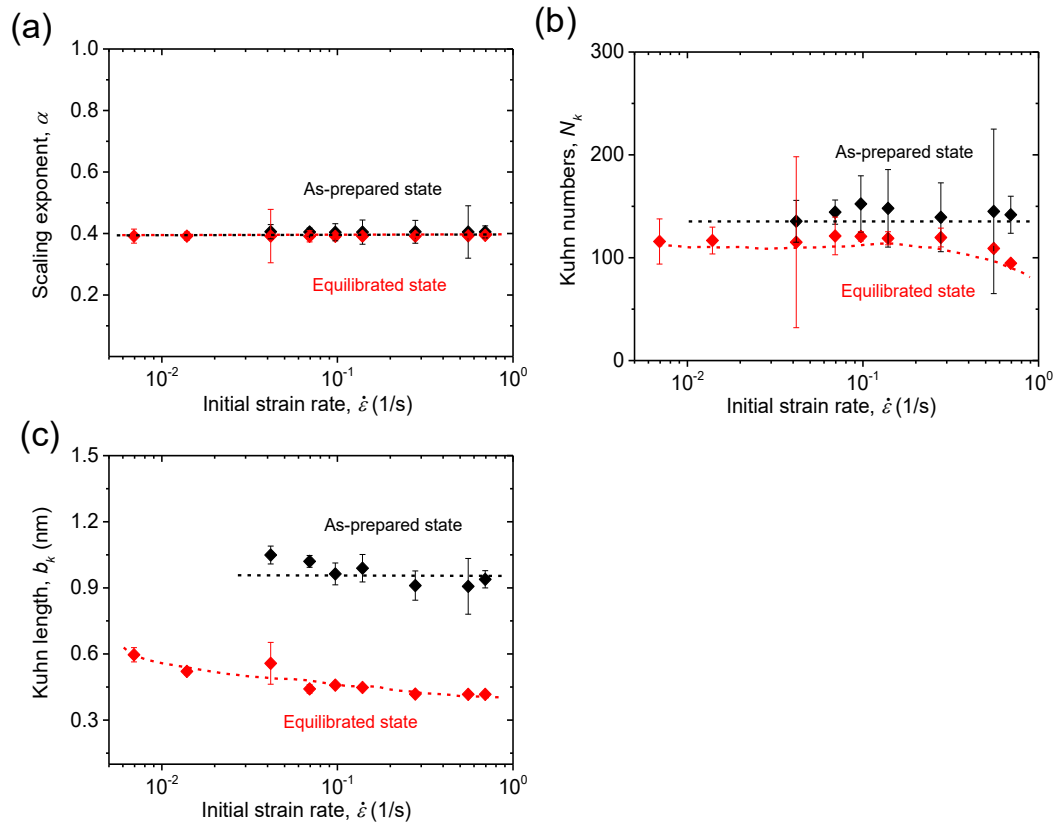 (a)
1.0
0.8
0.6
0.4
0.2
Scaling exponent, α
As-prepared state
Equilibrated state
10⁻²
10⁻¹
10⁰
Initial strain rate, ε̇ (1/s)
(b)
300
150
100
0
Kuhn numbers, Nₖ
As-prepared state
Equilibrated state
10⁻²
10⁻¹
10⁰
Initial strain rate, ε̇ (1/s)
(c)
1.5
1.2
0.9
0.6
0.3
Kuhn length, bₖ (nm)
As-prepared state
Equilibrated state
10⁻²
10⁻¹
10⁰
Initial strain rate, ε̇ (1/s)